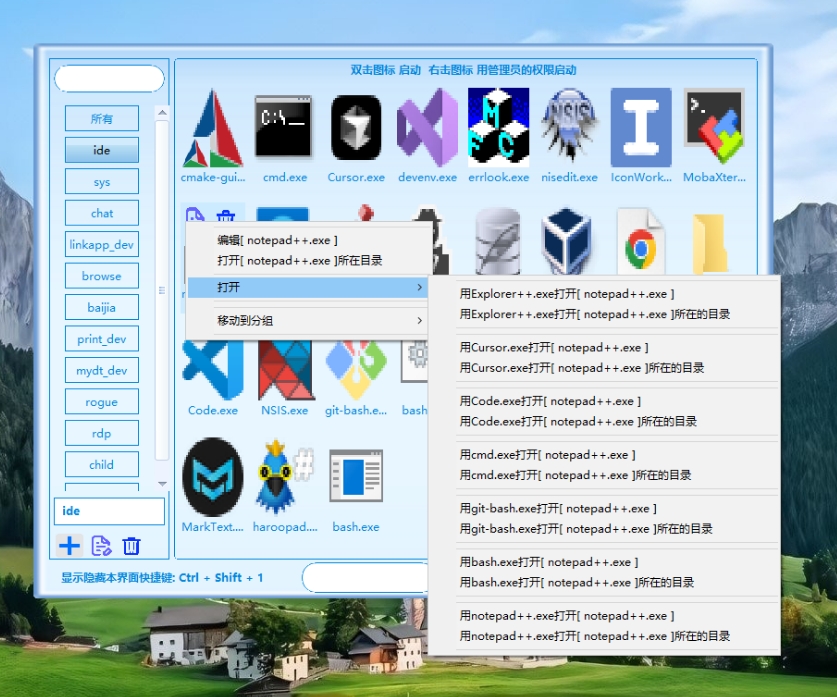 双击图标 启动  右击图标 用管理员的权限启动
所有
ide
sys
chat
linkapp_dev
browse
baijia
print_dev
mydt_dev
rogue
rdp
child
ide
cmake-gui...
cmd.exe
Cursor.exe
devenv.exe
errlook.exe
nisedit.exe
IconWork...
MobaXter...
C:\._
MFC
NSIS
编辑[ notepad++.exe ]
打开[ notepad++.exe ]所在目录
打开
移动到分组
用Explorer++.exe打开[ notepad++.exe ]
用Explorer++.exe打开[ notepad++.exe ]所在的目录
用Cursor.exe打开[ notepad++.exe ]
用Cursor.exe打开[ notepad++.exe ]所在的目录
用Code.exe打开[ notepad++.exe ]
用Code.exe打开[ notepad++.exe ]所在的目录
用cmd.exe打开[ notepad++.exe ]
用cmd.exe打开[ notepad++.exe ]所在的目录
用git-bash.exe打开[ notepad++.exe ]
用git-bash.exe打开[ notepad++.exe ]所在的目录
用bash.exe打开[ notepad++.exe ]
用bash.exe打开[ notepad++.exe ]所在的目录
用notepad++.exe打开[ notepad++.exe ]
用notepad++.exe打开[ notepad++.exe ]所在的目录
Code.exe
NSIS.exe
git-bash.e...
bash
MarkText....
haroopad....
bash.exe
显示隐藏本界面快捷键: Ctrl + Shift + 1